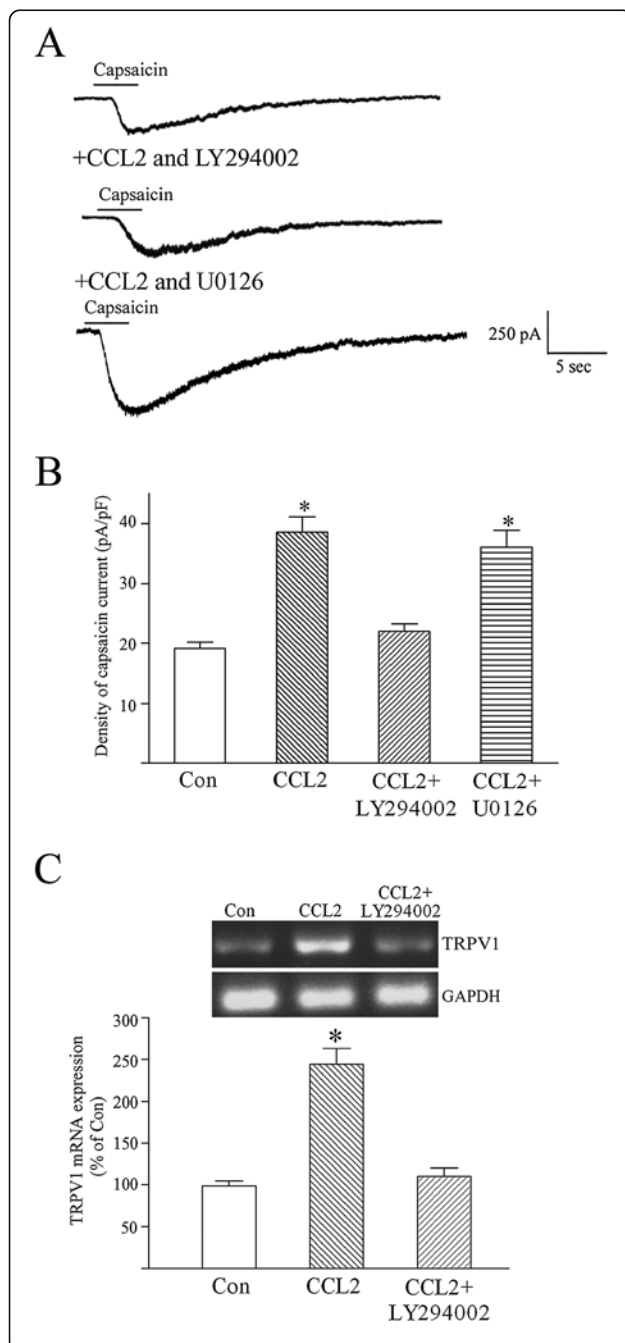 A
Capsaicin
+CCL2 and LY294002
Capsaicin
+CCL2 and U0126
Capsaicin
250 pA
5 sec
B
Density of capsaicin current (pA/pF)
40
30
20
10
*
*
Con
CCL2
CCL2+
LY294002
CCL2+
U0126
C
Con
CCL2
CCL2+
LY294002
TRPV1
GAPDH
TRPV1 mRNA expression
(% of Con)
300
250
200
150
100
50
*
Con
CCL2
CCL2+
LY294002